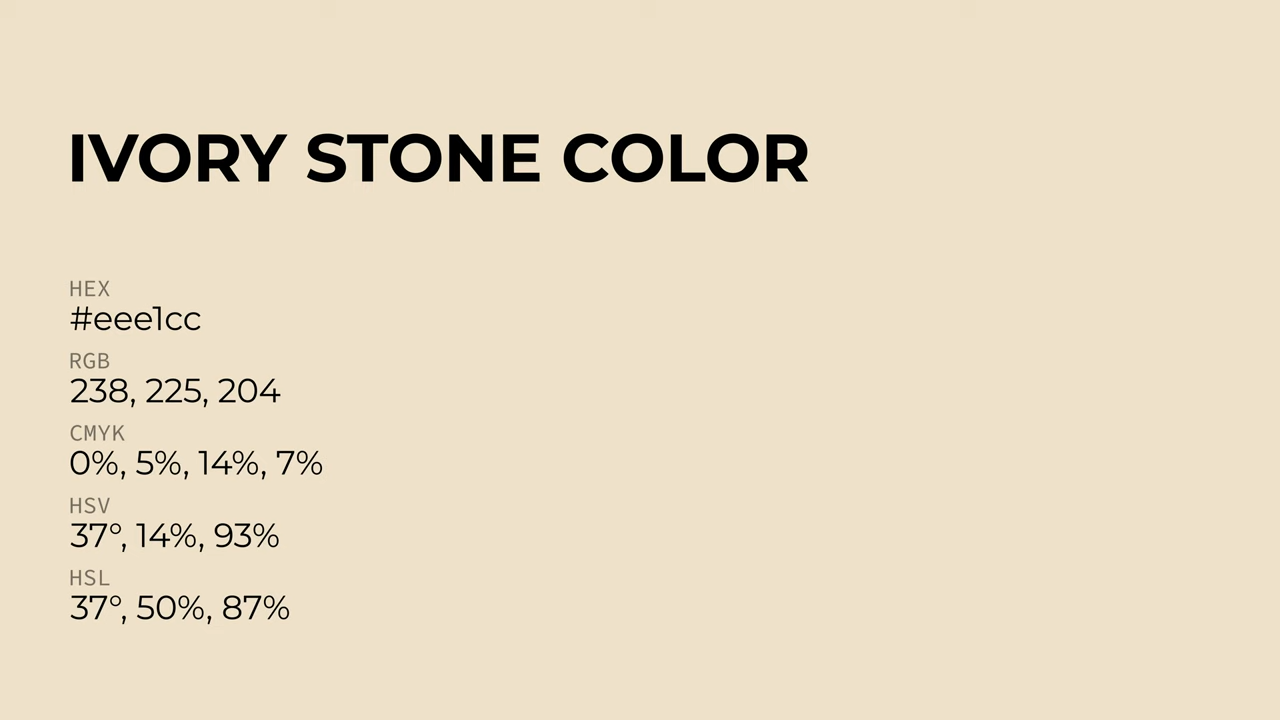 IVORY STONE COLOR
HEX
#eee1cc
RGB
238, 225, 204
CMYK
0%, 5%, 14%, 7%
HSV
37°, 14%, 93%
HSL
37°, 50%, 87%